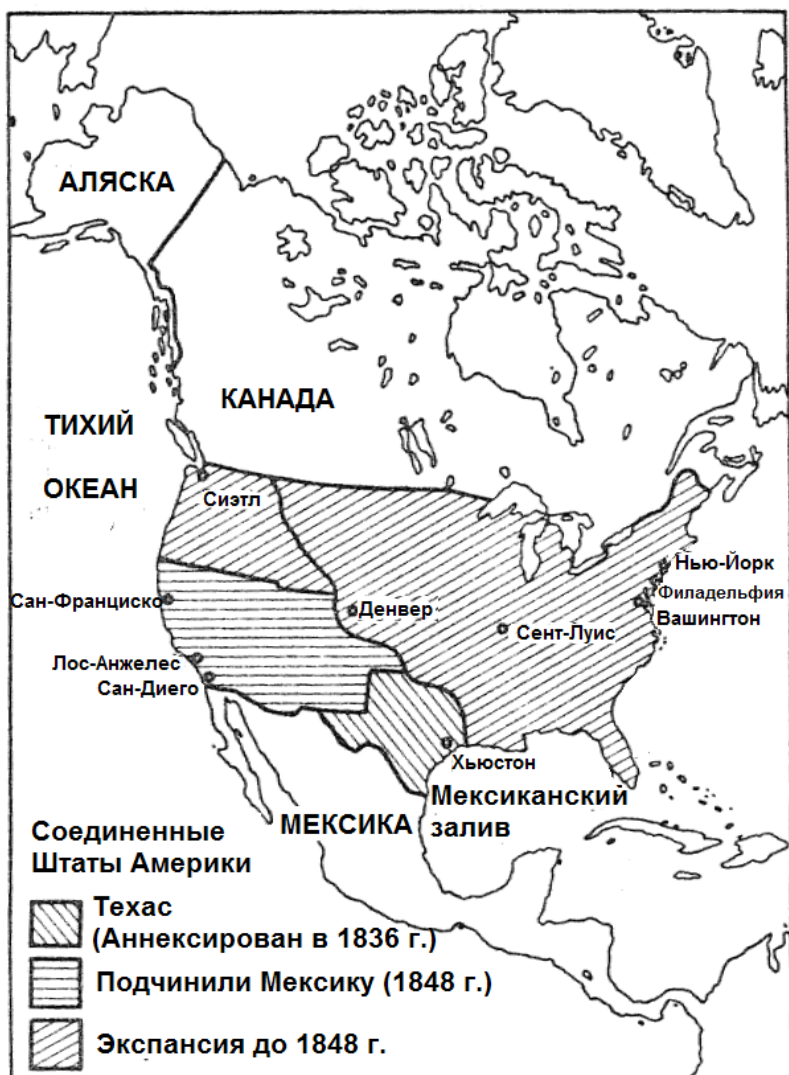 АЛЯСКА
КАНАДА
ТИХИЙ
ОКЕАН
Сиэтл
Нью-Йорк
Филадельфия
Вашингтон
Сан-Франциско
Денвер
Сент-Луис
Лос-Анжелес
Сан-Диего
Хьюстон
Мексиканский
залив
МЕКСИКА
Соединенные
Штаты Америки
Техас
(Аннексирован в 1836 г.)
Подчинили Мексику (1848 г.)
Экспансия до 1848 г.